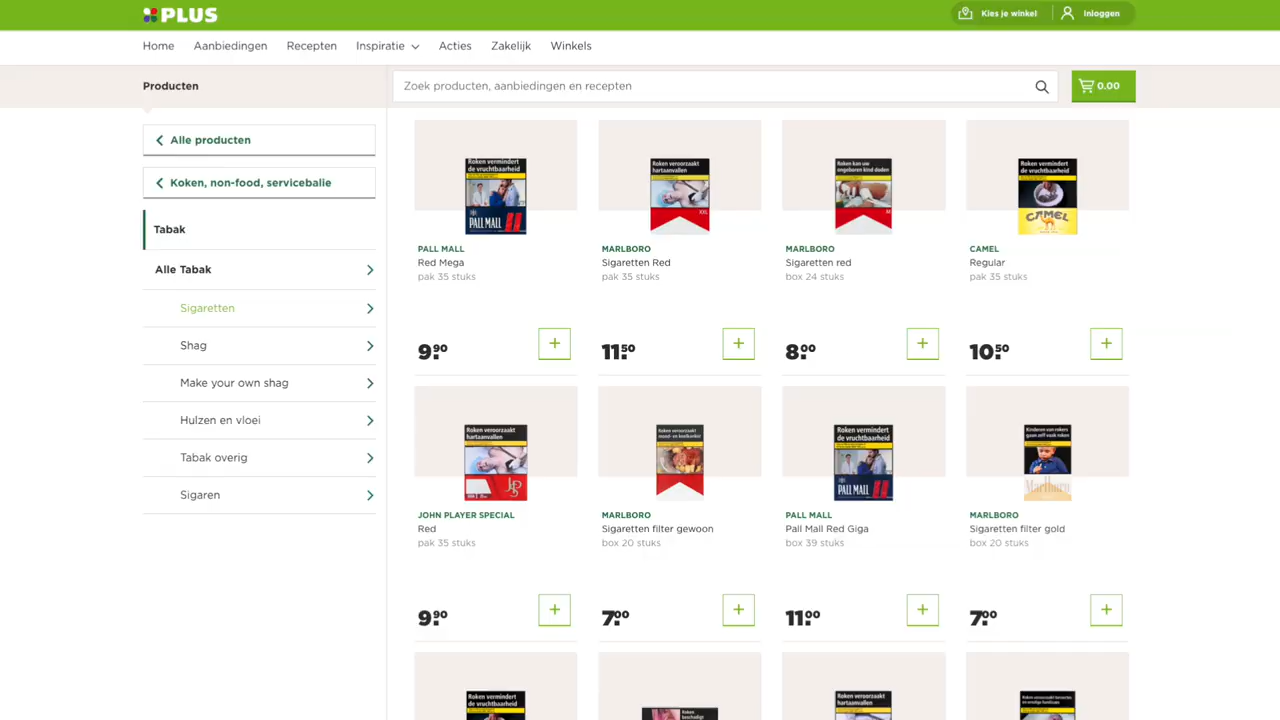 PLUS
Kies je winkel
Inloggen
Home Aanbiedingen Recepten Inspiratie Acties Zakelijk Winkels
Producten
Zoek producten, aanbiedingen en recepten
0.00
Alle producten
Koken, non-food, servicebalie
Tabak
Alle Tabak
Sigaretten
Shag
Make your own shag
Hulzen en vloei
Tabak overig
Sigaren
Roken vermindert
de vruchtbaarheid
PALL MALL
PALL MALL
Red Mega
pak 35 stuks
9.90
+
Roken veroorzaakt
hartaanvallen
XXL
MARLBORO
Sigaretten Red
pak 35 stuks
11.50
+
Roken kan uw
ongeboren kind doden
M
MARLBORO
Sigaretten red
box 24 stuks
8.00
+
Roken vermindert
de vruchtbaarheid
CAMEL
CAMEL
Regular
pak 35 stuks
10.50
+
Roken veroorzaakt
hartaanvallen
JPS
JOHN PLAYER SPECIAL
Red
pak 35 stuks
9.90
+
Roken veroorzaakt
mond- en keelkanker
MARLBORO
Sigaretten filter gewoon
box 20 stuks
7.00
+
Roken vermindert
de vruchtbaarheid
PALL MALL
PALL MALL
Pall Mall Red Giga
box 39 stuks
11.00
+
Kinderen van rokers
gaan zelf vaak roken
Marlboro
MARLBORO
Sigaretten filter gold
box 20 stuks
7.00
+
Roken vermindert
de vruchtbaarheid
Roken
beschadigt
Roken veroorzaakt
hartaanvallen